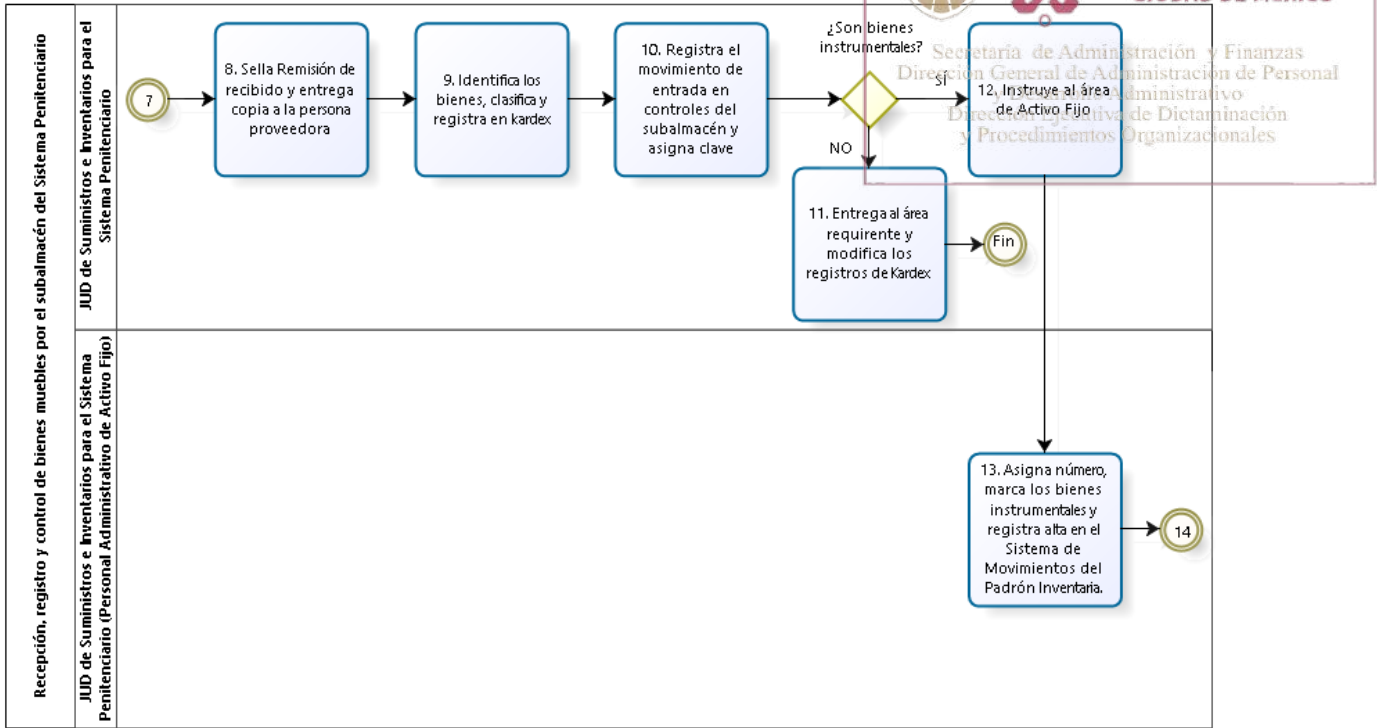 Recepción, registro y control de bienes muebles por el subalmacén del Sistema Penitenciario
JUD de Suministros e Inventarios para el
Sistema Penitenciario
7
8. Sella Remisión de
recibido y entrega
copia a la persona
proveedora
9. Identifica los
bienes, clasifica y
registra en kardex
10. Registra el
movimiento de
entrada en
controles del
subalmacén y
asigna clave
¿Son bienes
instrumentales?
SÍ
NO
12. Instruye al área
de Activo Fijo
11. Entrega al área
requirente y
modifica los
registros de Kardex
Fin
CIUDAD DE MÉXICO
Secretaría de Administración y Finanzas
Dirección General de Administración de Personal
y Desarrollo Administrativo
Dirección Ejecutiva de Dictaminación
y Procedimientos Organizacionales
JUD de Suministros e Inventarios para el Sistema
Penitenciario (Personal Administrativo de Activo Fijo)
13. Asigna número,
marca los bienes
instrumentales y
registra alta en el
Sistema de
Movimientos del
Padrón Inventaria.
14